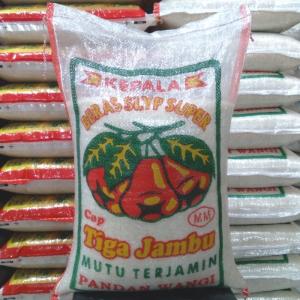 KEPALA
BERAS SLYP SUPER
Cap
Tiga Jambu
MM
MUTU TERJAMIN
PANDAN WANGI